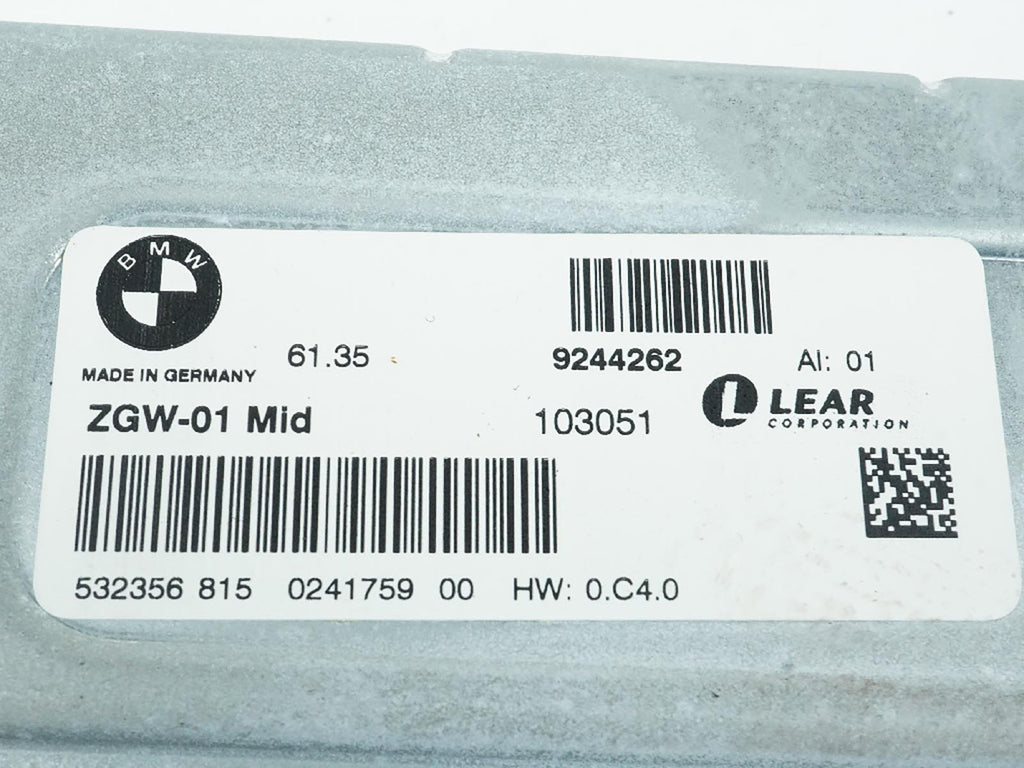 BMW
MADE IN GERMANY
61.35
9244262
AI: 01
ZGW-01 Mid
103051
L LEAR
CORPORATION
532356 815 0241759 00 HW: 0.C4.0